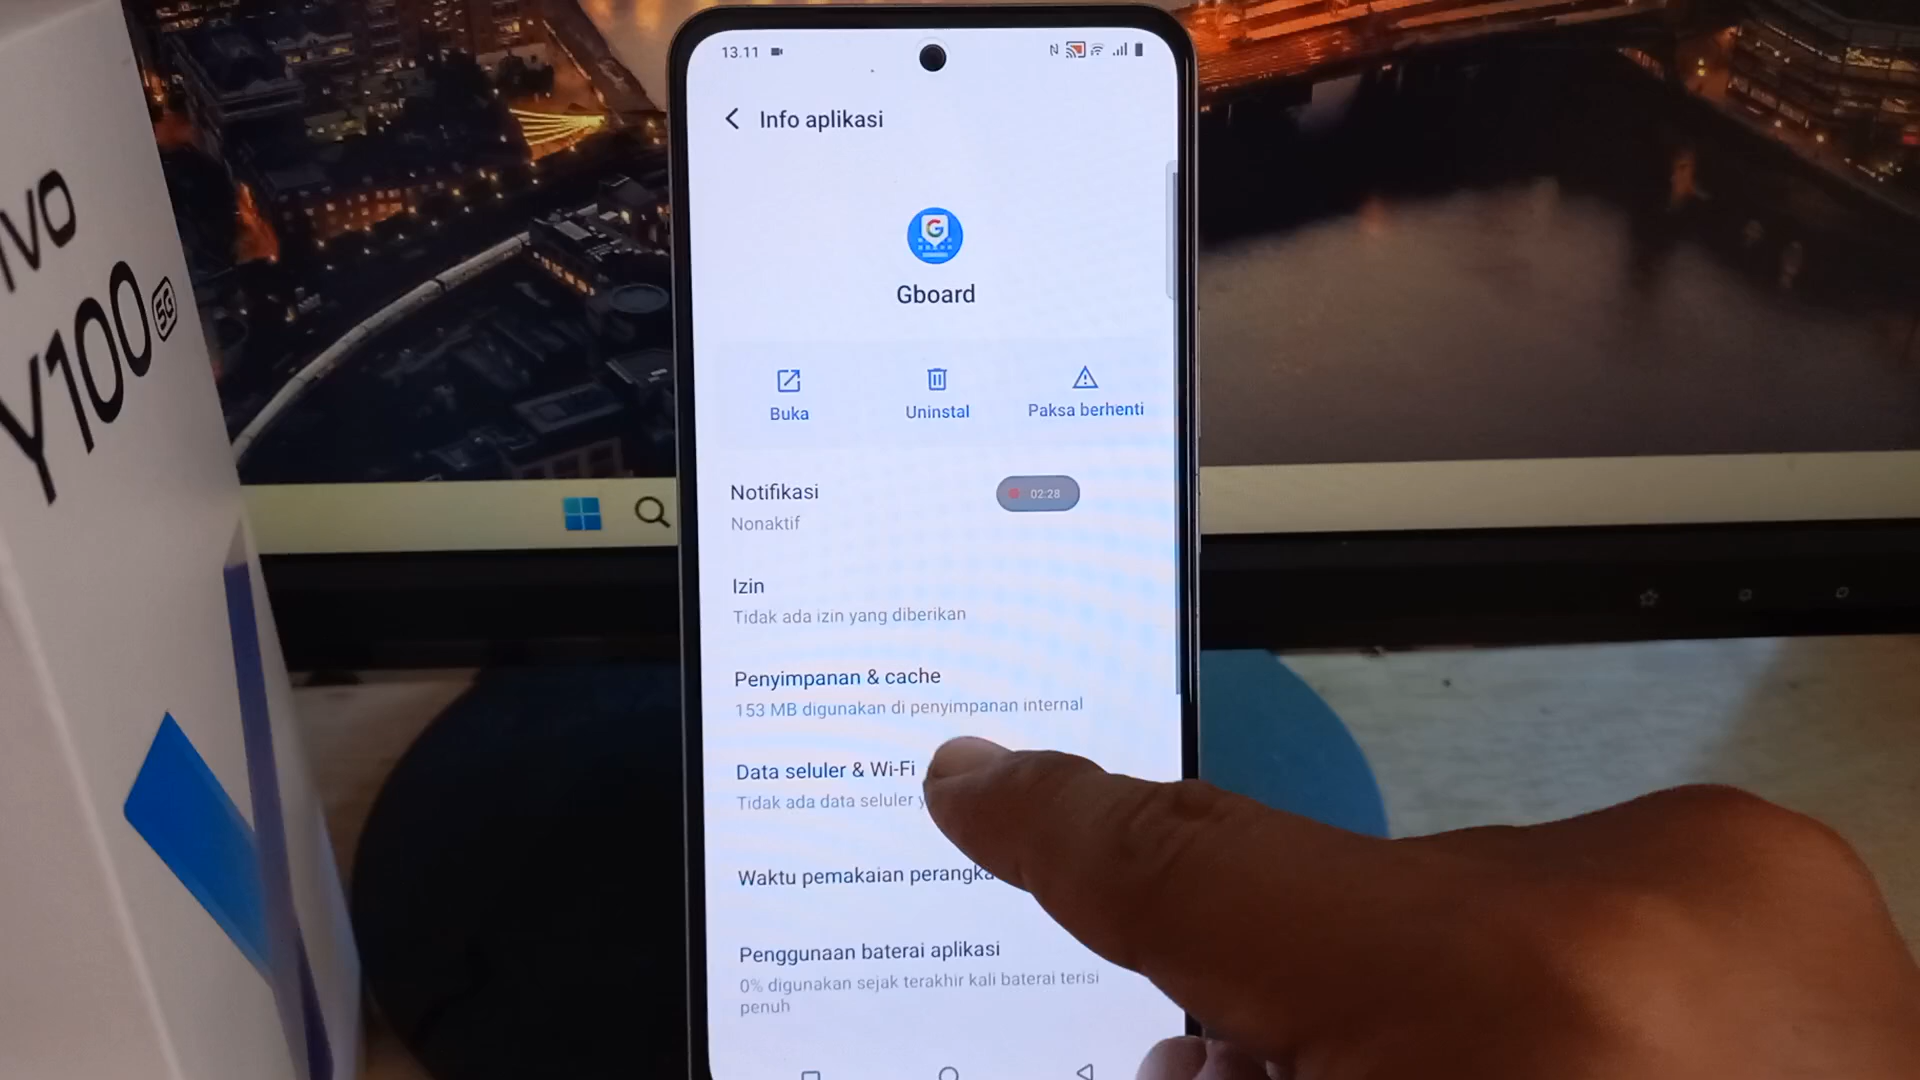 13.11
Info aplikasi
Gboard
Buka
Uninstal
Paksa berhenti
Notifikasi
Nonaktif
02:28
Izin
Tidak ada izin yang diberikan
Penyimpanan & cache
153 MB digunakan di penyimpanan internal
Data seluler & Wi-Fi
Tidak ada data seluler
Waktu pemakaian
Penggunaan baterai aplikasi
0% digunakan sejak terakhir kali baterai terisi
penuh
Y100
5G